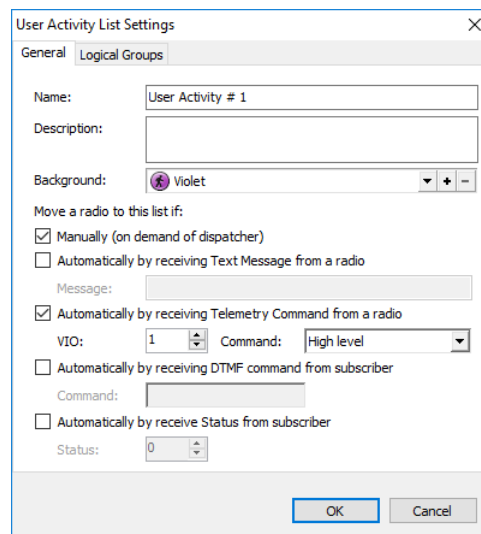 User Activity List Settings
General Logical Groups
Name: User Activity # 1
Description:
Background: Violet + −
Move a radio to this list if:
Manually (on demand of dispatcher)
Automatically by receiving Text Message from a radio
Message:
Automatically by receiving Telemetry Command from a radio
VIO: 1 Command: High level
Automatically by receiving DTMF command from subscriber
Command:
Automatically by receive Status from subscriber
Status: 0
OK Cancel